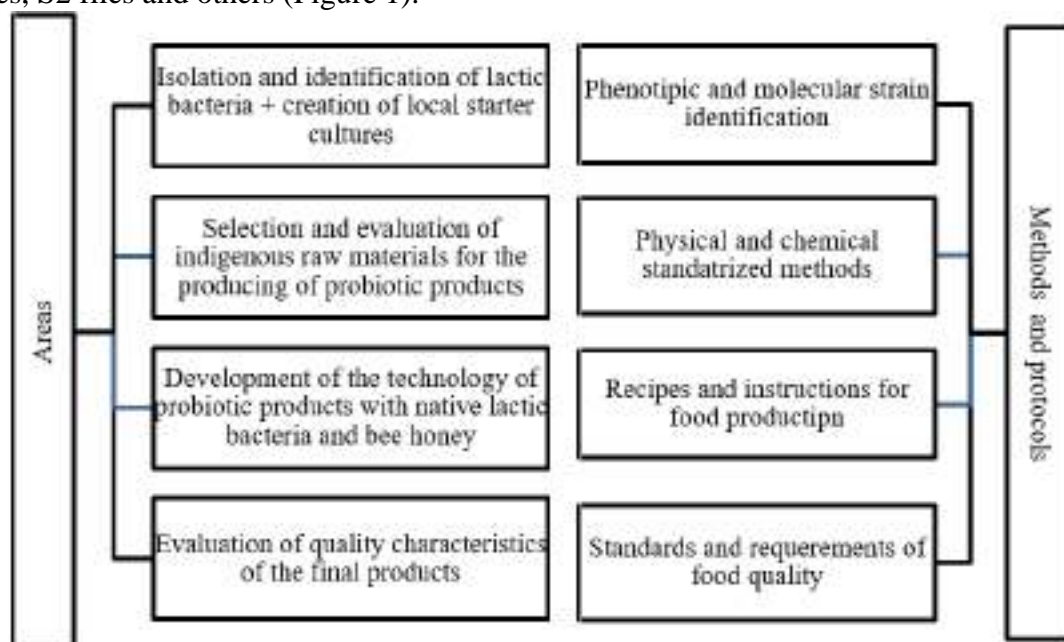 S2 files and others (Figure 1).
Areas
Isolation and identification of lactic
bacteria + creation of local starter
cultures
Selection and evaluation of
indigenous raw materials for the
producing of probiotic products
Development of the technology of
probiotic products with native lactic
bacteria and bee honey
Evaluation of quality characteristics
of the final products
Phenotipic and molecular strain
identification
Physical and chemical
standatrized methods
Recipes and instructions for
food productipn
Standards and requerements of
food quality
Methods and protocols